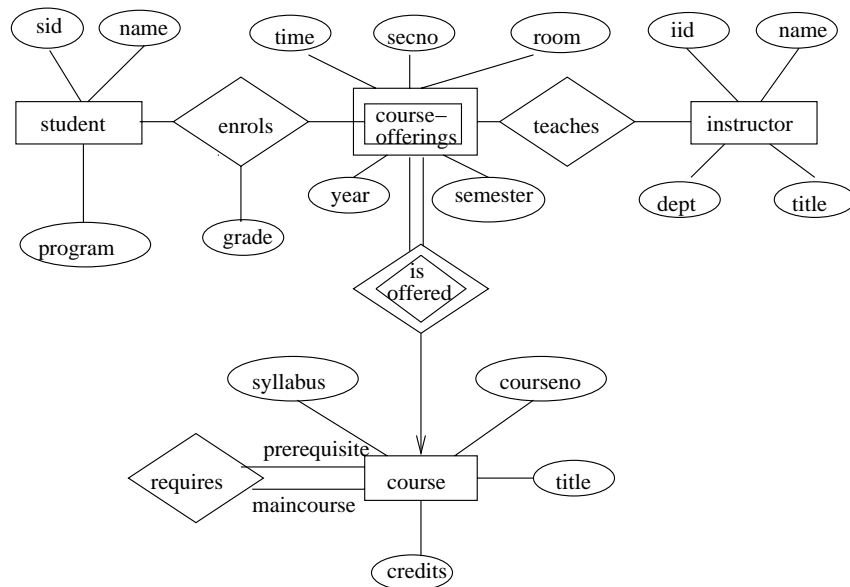 sid
name
time
secno
room
iid
name
student
enrols
course–
offerings
teaches
instructor
program
grade
year
semester
dept
title
is
offered
syllabus
courseno
prerequisite
requires
course
title
maincourse
credits